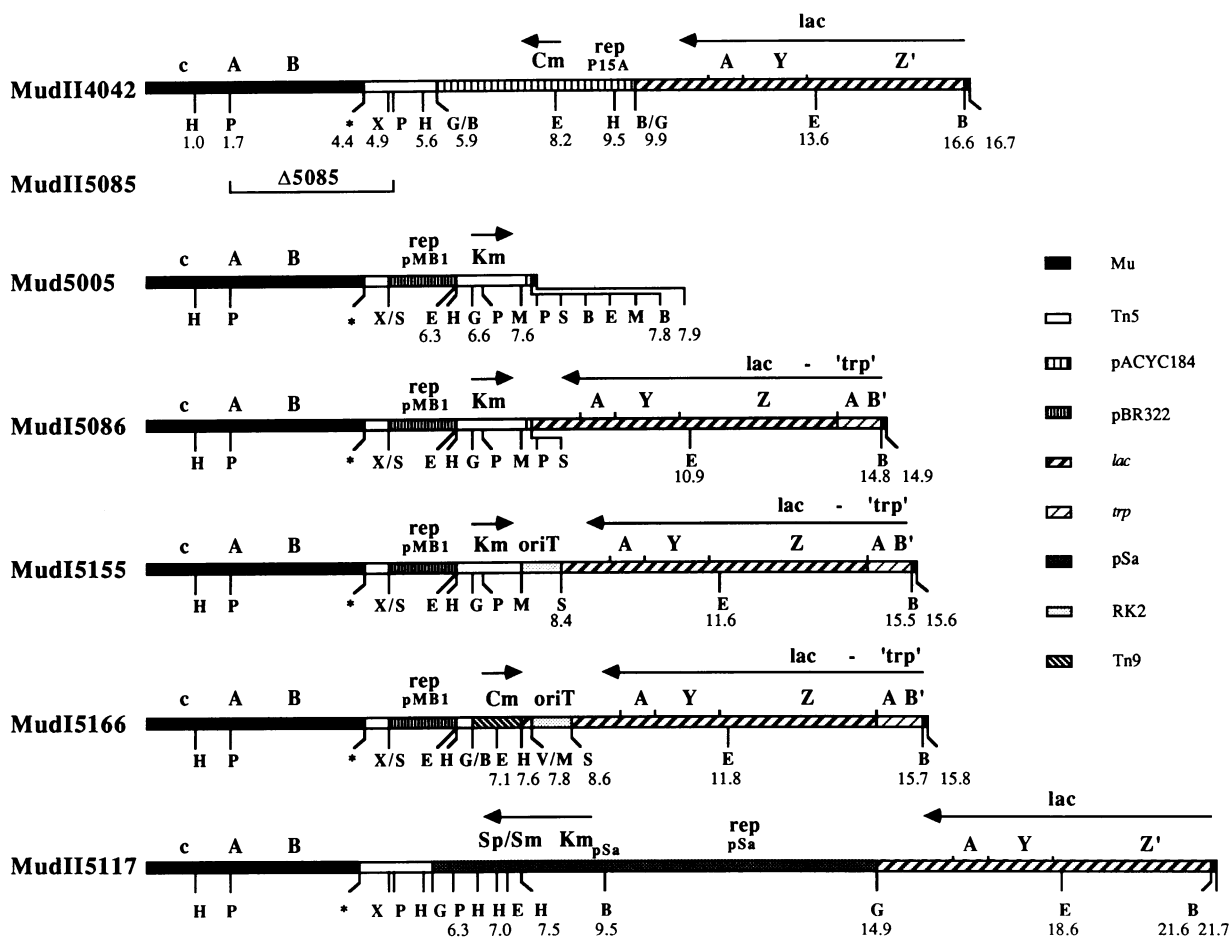 lac
Cm rep
P15A
c A B A Y Z'
MudII4042
H P * X P H G/B E H B/G E B
1.0 1.7 4.4 4.9 5.6 5.9 8.2 9.5 9.9 13.6 16.6 16.7
MudII5085 Δ5085
rep
pMB1 Km
c A B
Mud5005
H P * X/S E H G P M P S B E M B
6.3 6.6 7.6 7.8 7.9
lac - 'trp'
rep
pMB1 Km
c A B A Y Z A B'
MudI5086
H P * X/S E H G P M P S E B
10.9 14.8 14.9
lac - 'trp'
rep
pMB1 Km oriT
c A B A Y Z A B'
MudI5155
H P * X/S E H G P M S E B
8.4 11.6 15.5 15.6
lac - 'trp'
rep
pMB1 Cm oriT
c A B A Y Z A B'
MudI5166
H P * X/S E H G/B E H V/M S E B
7.1 7.6 7.8 8.6 11.8 15.7 15.8
lac
Sp/Sm Km pSa rep
pSa
c A B A Y Z'
MudII5117
H P * X P H G P H H E H B G E B
6.3 7.0 7.5 9.5 14.9 18.6 21.6 21.7
Mu
Tn5
pACYC184
pBR322
lac
trp
pSa
RK2
Tn9